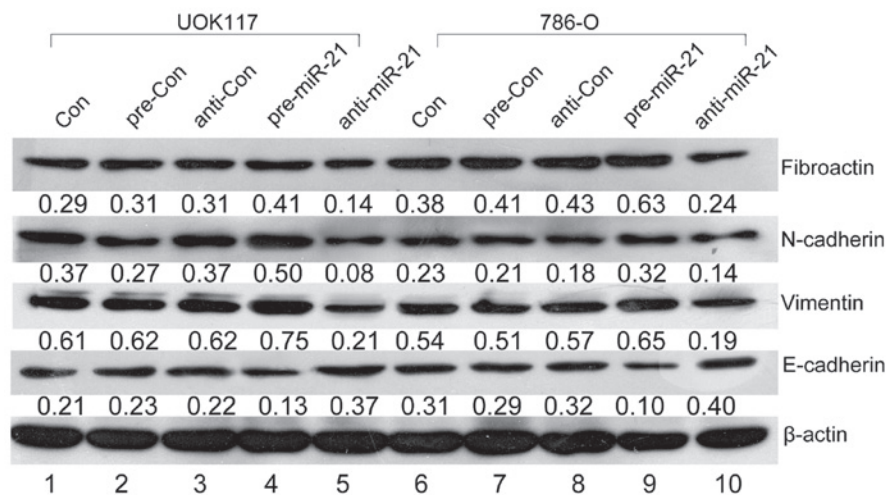 UOK117 786-O
Con pre-Con anti-Con pre-miR-21 anti-miR-21 Con pre-Con anti-Con pre-miR-21 anti-miR-21
Fibroactin
0.29 0.31 0.31 0.41 0.14 0.38 0.41 0.43 0.63 0.24
N-cadherin
0.37 0.27 0.37 0.50 0.08 0.23 0.21 0.18 0.32 0.14
Vimentin
0.61 0.62 0.62 0.75 0.21 0.54 0.51 0.57 0.65 0.19
E-cadherin
0.21 0.23 0.22 0.13 0.37 0.31 0.29 0.32 0.10 0.40
β-actin
1 2 3 4 5 6 7 8 9 10